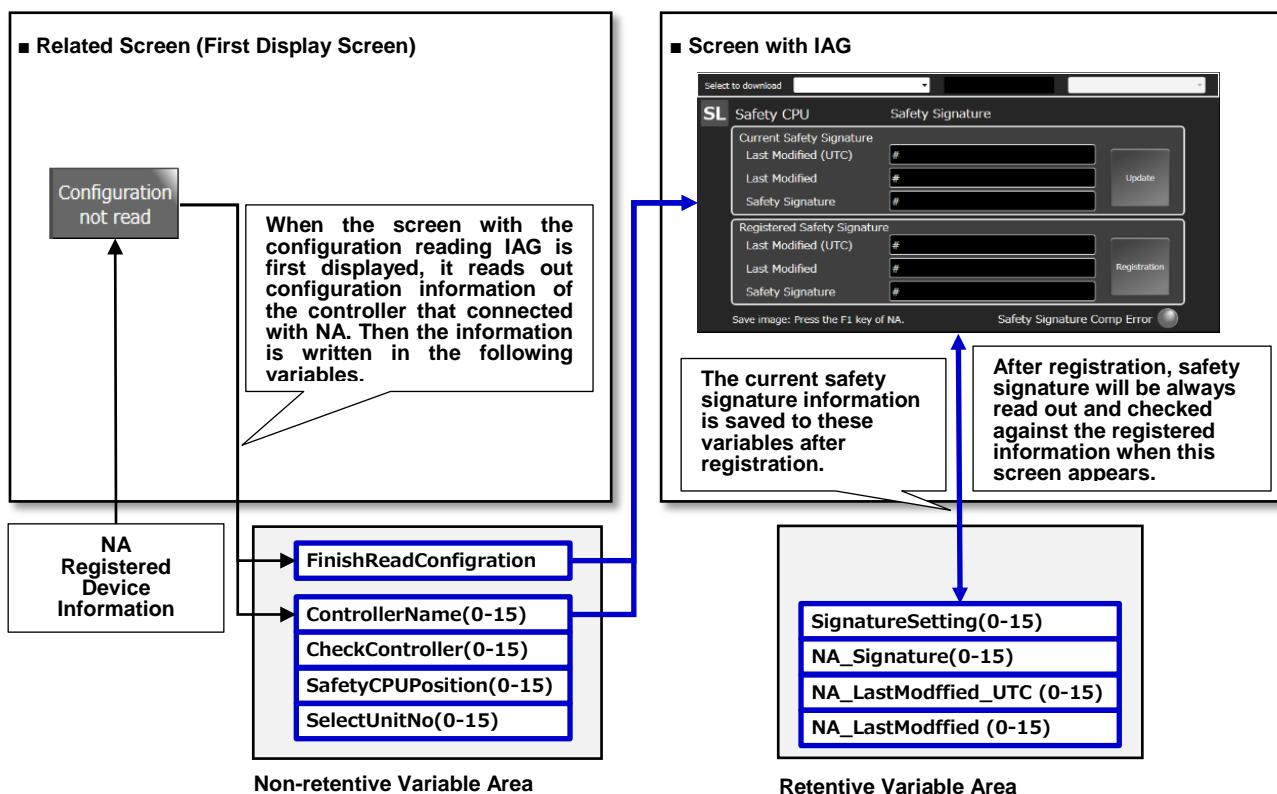 ■ Related Screen (First Display Screen)
Configuration
not read
When the screen with the
configuration reading IAG is
first displayed, it reads out
configuration information of
the controller that connected
with NA. Then the information
is written in the following
variables.
NA
Registered
Device
Information
FinishReadConfigration
ControllerName(0-15)
CheckController(0-15)
SafetyCPUPosition(0-15)
SelectUnitNo(0-15)
Non-retentive Variable Area
■ Screen with IAG
Select to download
SL Safety CPU Safety Signature
Current Safety Signature
Last Modified (UTC) #
Last Modified #
Safety Signature #
Update
Registered Safety Signature
Last Modified (UTC) #
Last Modified #
Safety Signature #
Registration
Save image: Press the F1 key of NA. Safety Signature Comp Error
The current safety
signature information
is saved to these
variables after
registration.
After registration, safety
signature will be always
read out and checked
against the registered
information when this
screen appears.
SignatureSetting(0-15)
NA_Signature(0-15)
NA_LastModffied_UTC (0-15)
NA_LastModffied (0-15)
Retentive Variable Area